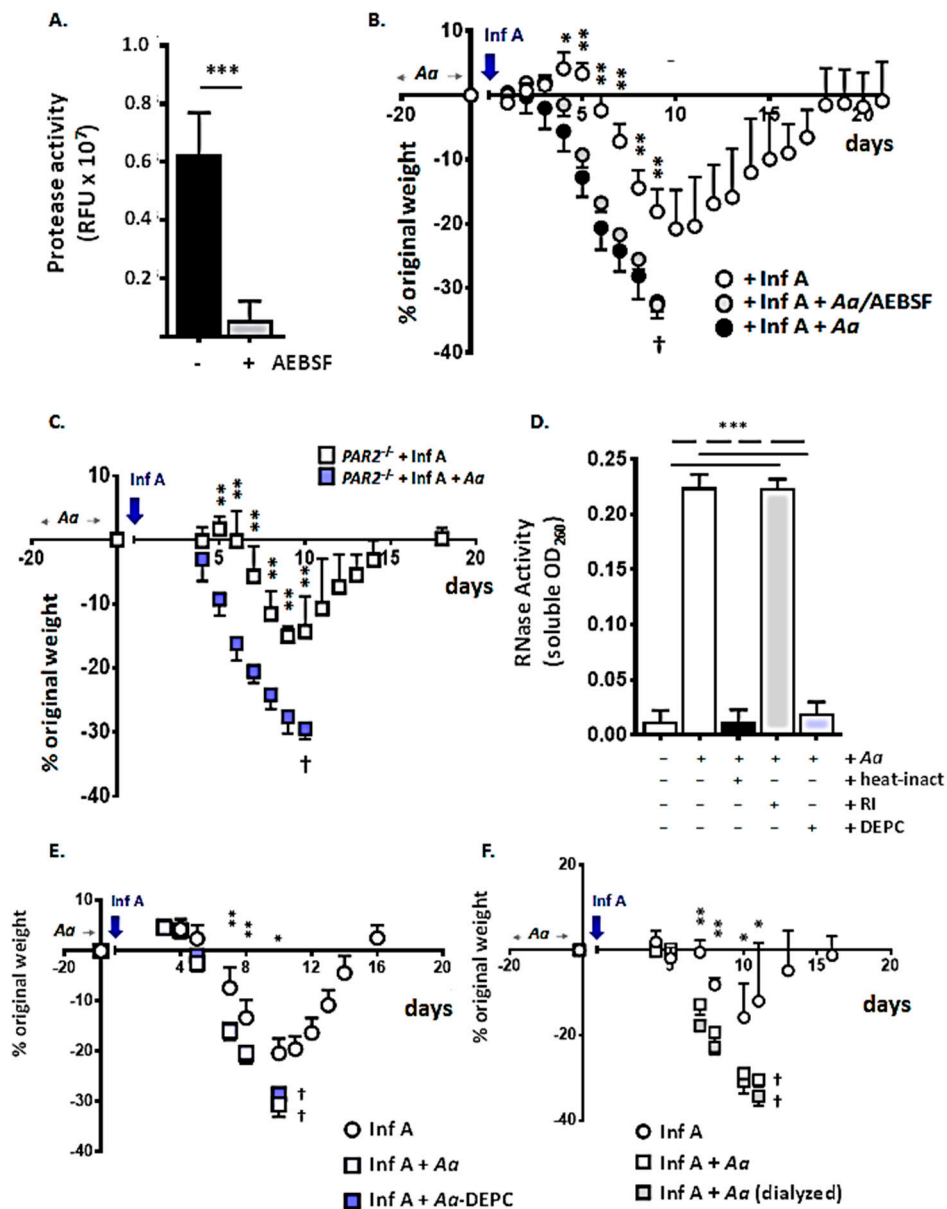 A.
Protease activity
(RFU x 10⁷)
1.0
0.8
0.6
0.4
0.2
***
- + AEBSF
B.
Inf A
Aa
% original weight
10
-10
-20
-30
-40
-20 5 10 15 20
days
* ** ** ** ** **
†
+ Inf A
+ Inf A + Aa/AEBSF
+ Inf A + Aa
C.
PAR2⁻/⁻ + Inf A
PAR2⁻/⁻ + Inf A + Aa
Inf A
Aa
% original weight
10
-10
-20
-30
-40
-20 5 10 15 20
days
** ** ** ** ** **
†
D.
***
RNase Activity
(soluble OD₂₆₀)
0.25
0.20
0.15
0.10
0.05
0.00
– + + + + + Aa
– – + – – + heat-inact
– – – + – + RI
– – – – + + DEPC
E.
Inf A
Aa
% original weight
20
10
-10
-20
-30
-40
-20 4 8 12 16 20
days
** ** *
†
†
Inf A
Inf A + Aa
Inf A + Aa-DEPC
F.
Inf A
Aa
% original weight
20
-20
-40
-20 5 10 15 20
days
** ** * *
†
†
Inf A
Inf A + Aa
Inf A + Aa (dialyzed)